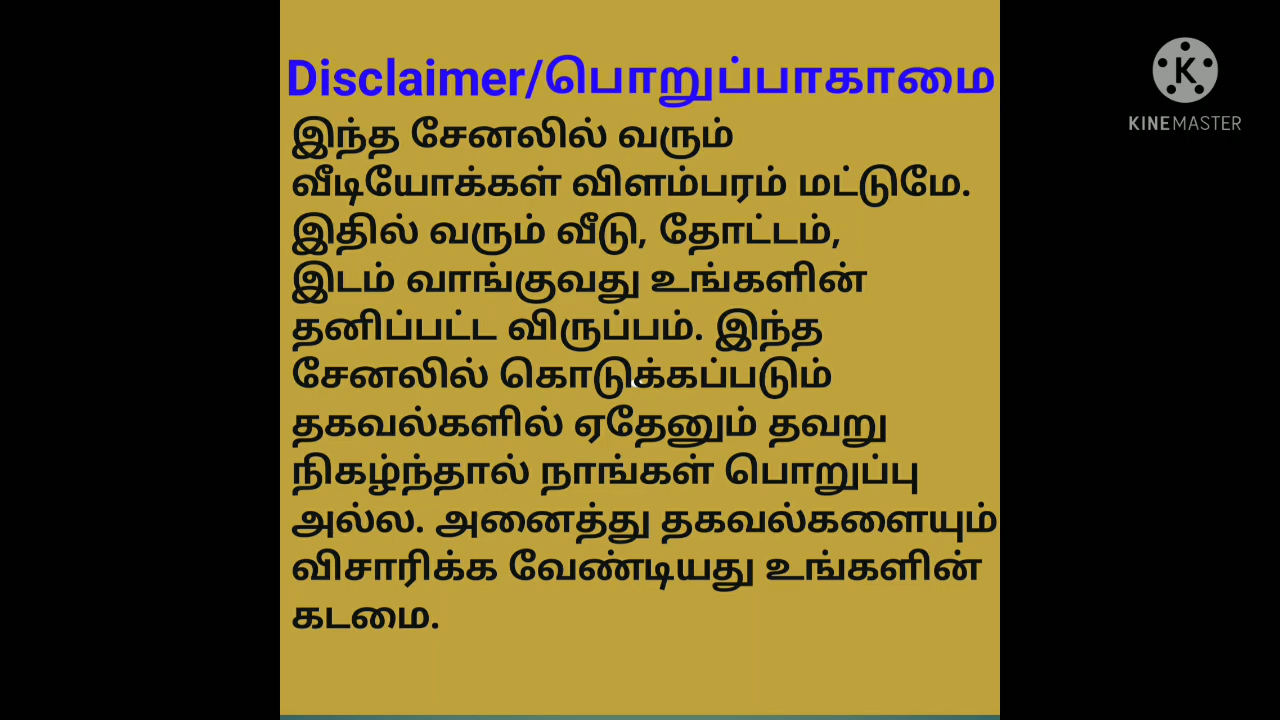 Disclaimer/பொறுப்பாகாமை
இந்த சேனலில் வரும்
வீடியோக்கள் விளம்பரம் மட்டுமே.
இதில் வரும் வீடு, தோட்டம்,
இடம் வாங்குவது உங்களின்
தனிப்பட்ட விருப்பம். இந்த
சேனலில் கொடுக்கப்படும்
தகவல்களில் ஏதேனும் தவறு
நிகழ்ந்தால் நாங்கள் பொறுப்பு
அல்ல. அனைத்து தகவல்களையும்
விசாரிக்க வேண்டியது உங்களின்
கடமை.
K
KINEMASTER